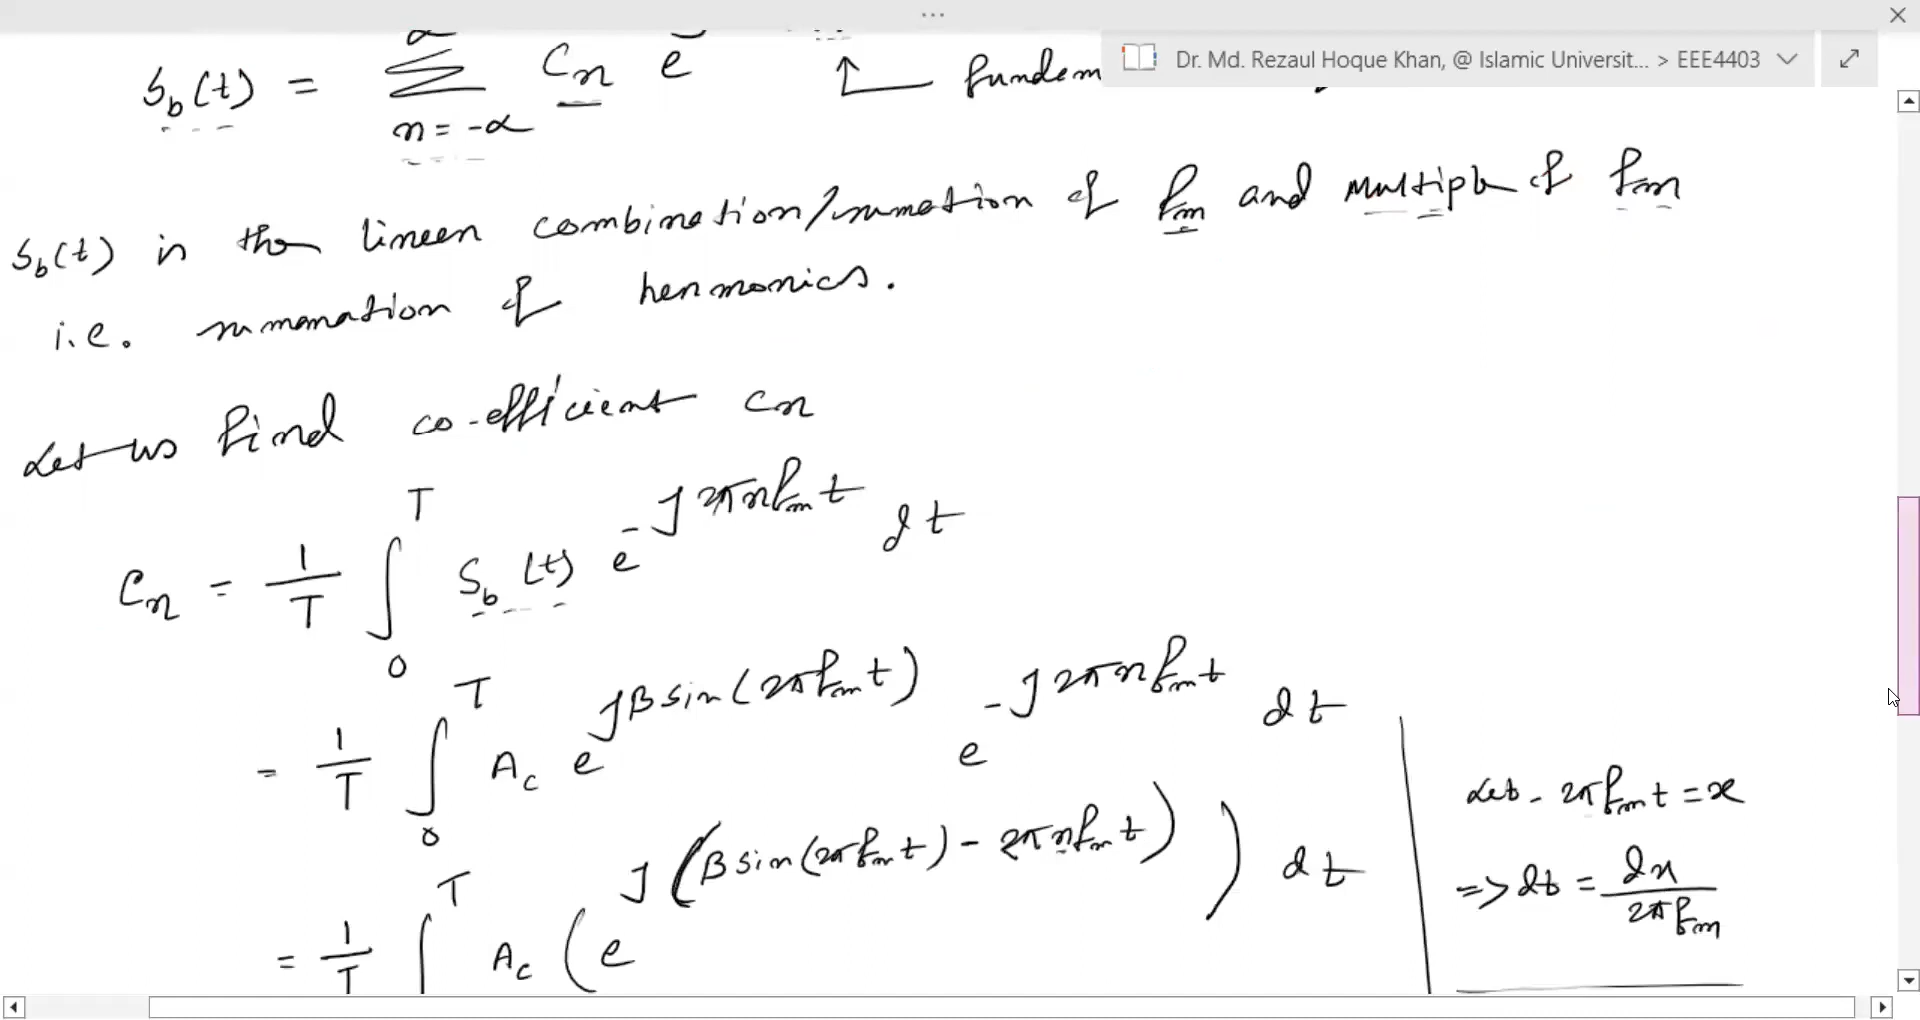 Dr. Md. Rezaul Hoque Khan, @ Islamic Universit... > EEE4403
S_b(t) = ∑_{n=-α}^{α} C_n e^j fundem
S_b(t) is the linear combination/summation of f_m and multiple of f_m
i.e. summation of harmonics.
Let us find co-efficient c_n
C_n = 1/T ∫_0^T S_b(t) e^{-j2πnf_m t} dt
= 1/T ∫_0^T A_c e^{jβ sin(2πf_m t)} e^{-j2πnf_m t} dt
= 1/T ∫^T A_c (e^{j(β sin(2πf_m t) - 2πnf_m t)}) dt
Let - 2πf_m t = x
=> dt = dx/2πf_m